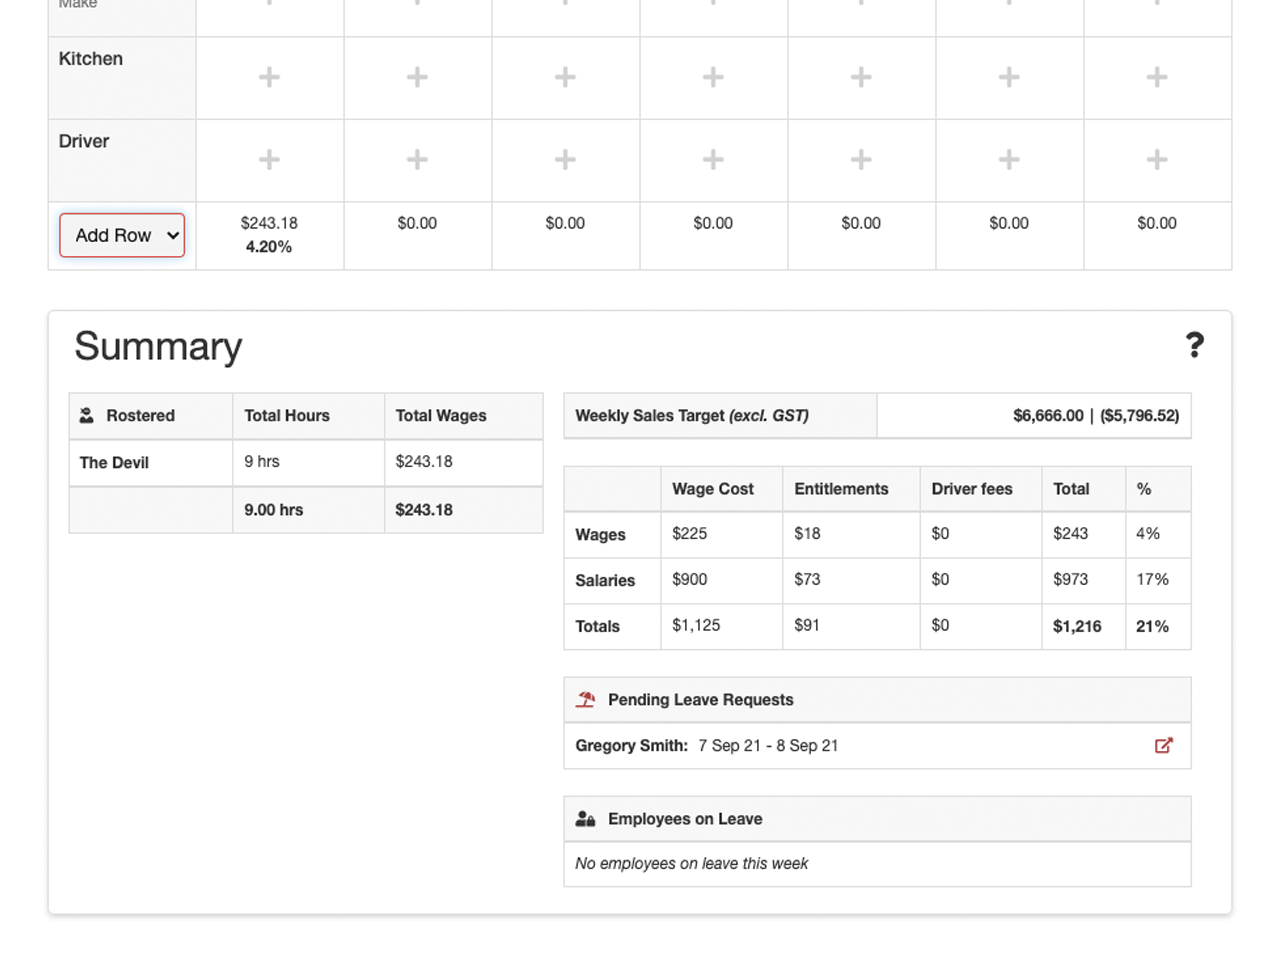 Make
Kitchen
Driver
Add Row $243.18 $0.00 $0.00 $0.00 $0.00 $0.00 $0.00
4.20%
Summary ?
Rostered Total Hours Total Wages
The Devil 9 hrs $243.18
9.00 hrs $243.18
Weekly Sales Target (excl. GST) $6,666.00 | ($5,796.52)
Wage Cost Entitlements Driver fees Total %
Wages $225 $18 $0 $243 4%
Salaries $900 $73 $0 $973 17%
Totals $1,125 $91 $0 $1,216 21%
Pending Leave Requests
Gregory Smith: 7 Sep 21 - 8 Sep 21
Employees on Leave
No employees on leave this week